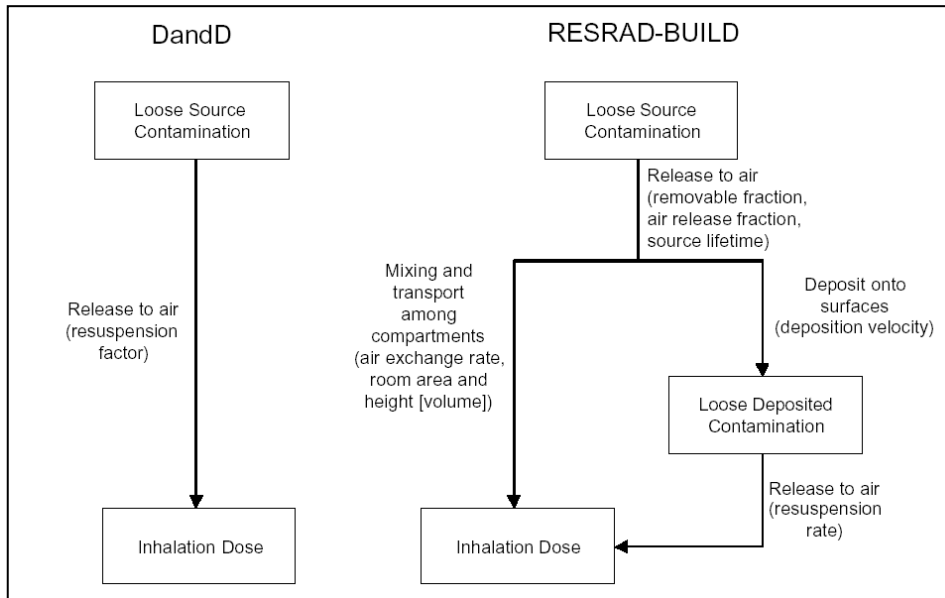 DandD
Loose Source
Contamination
Release to air
(resuspension
factor)
Inhalation Dose
RESRAD-BUILD
Loose Source
Contamination
Release to air
(removable fraction,
air release fraction,
source lifetime)
Mixing and
transport
among
compartments
(air exchange rate,
room area and
height [volume])
Deposit onto
surfaces
(deposition velocity)
Loose Deposited
Contamination
Release to air
(resuspension
rate)
Inhalation Dose